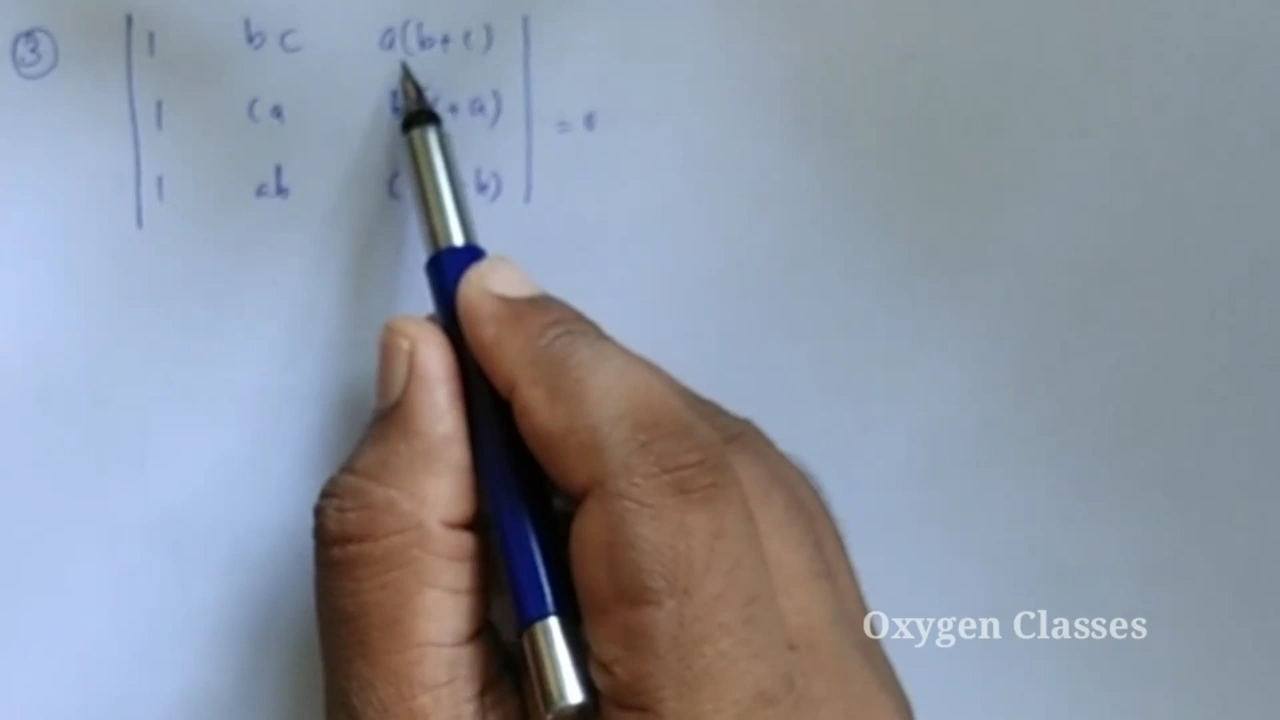 ③ | 1 bc a(b+c) |
| 1 ca b(c+a) | = 0
| 1 ab c(a+b) |
Oxygen Classes